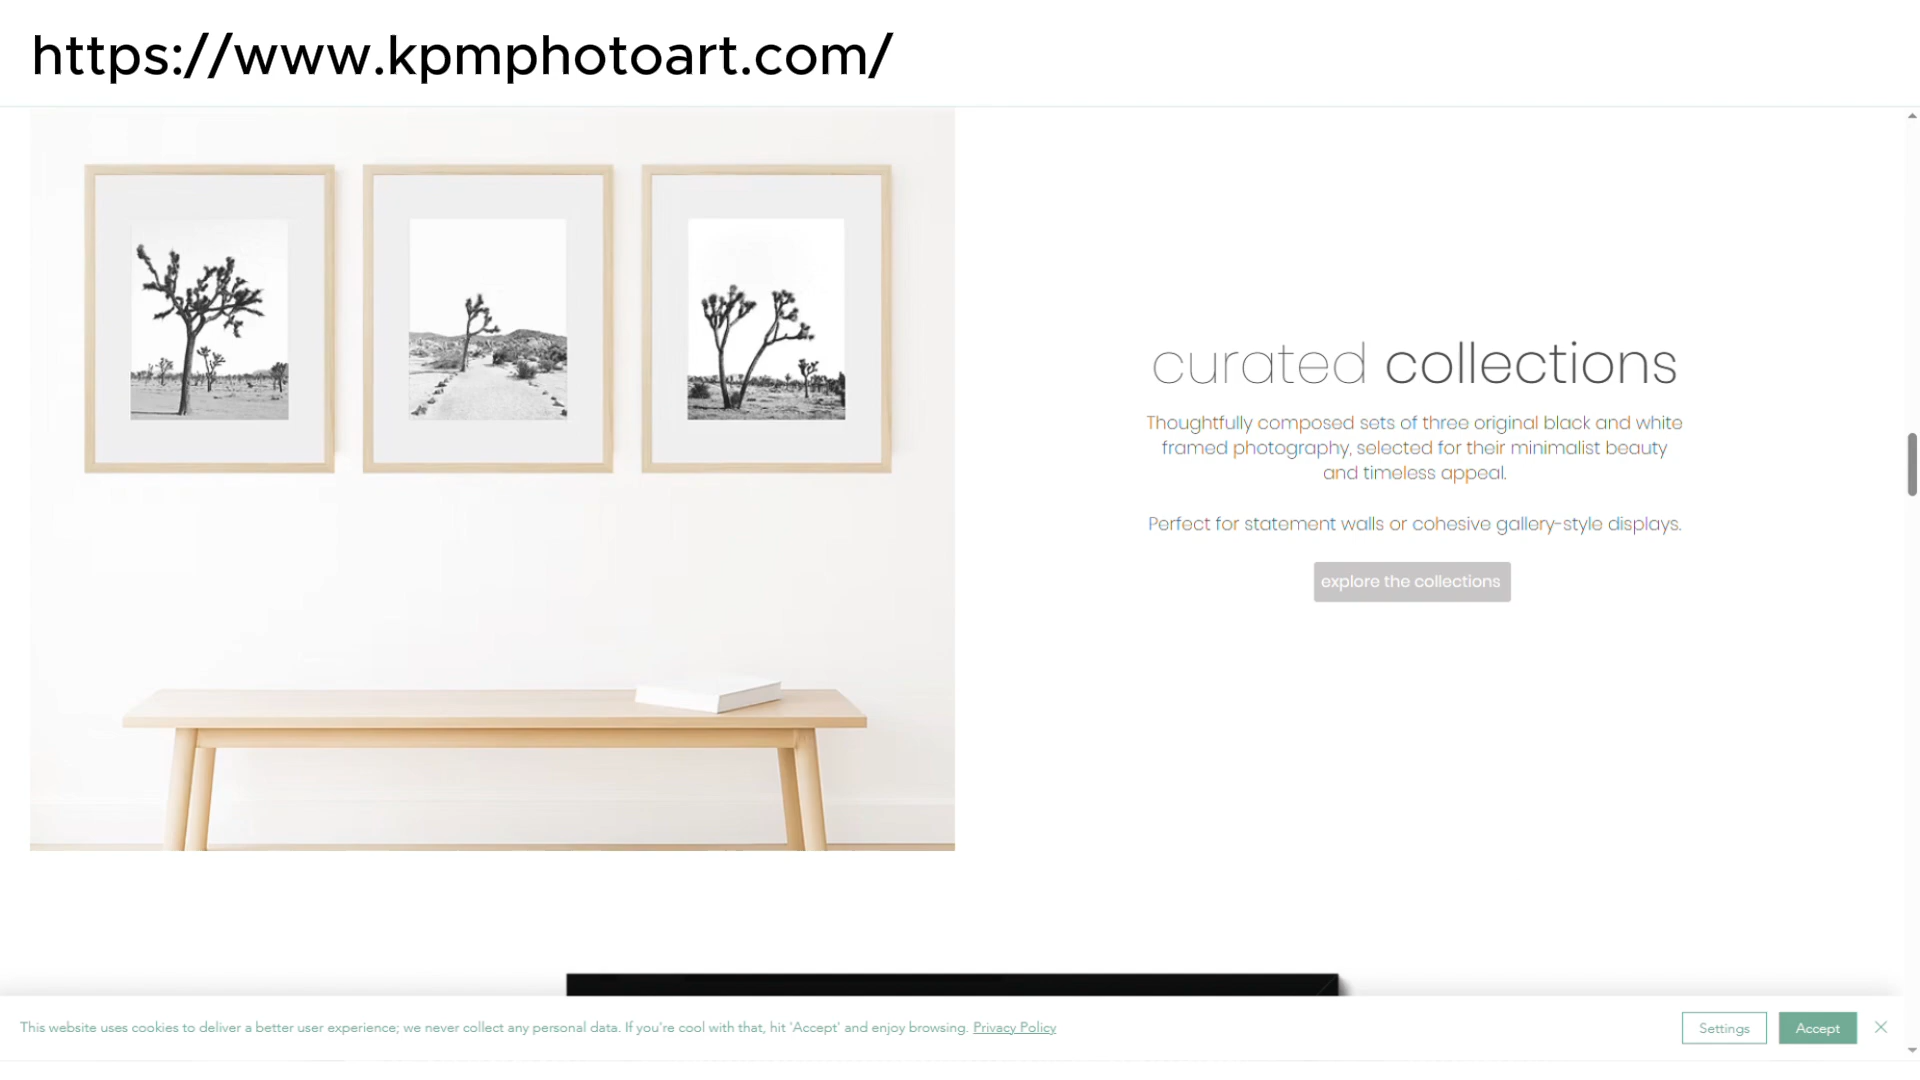 https://www.kpmphotoart.com/
curated collections
Thoughtfully composed sets of three original black and white
framed photography, selected for their minimalist beauty
and timeless appeal.
Perfect for statement walls or cohesive gallery-style displays.
explore the collections
This website uses cookies to deliver a better user experience; we never collect any personal data. If you're cool with that, hit 'Accept' and enjoy browsing. Privacy Policy
Settings
Accept